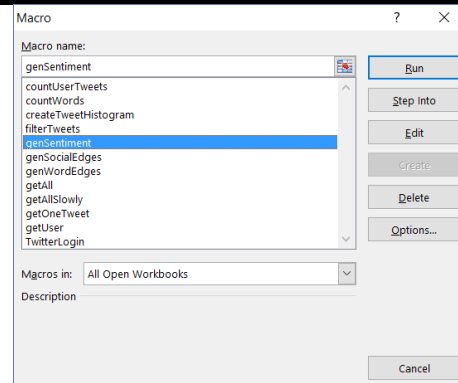 Macro
? ×
Macro name:
genSentiment
Run
countUserTweets
countWords
createTweetHistogram
filterTweets
genSentiment
genSocialEdges
genWordEdges
getAll
getAllSlowly
getOneTweet
getUser
TwitterLogin
Step Into
Edit
Create
Delete
Options...
Macros in: All Open Workbooks
Description
Cancel